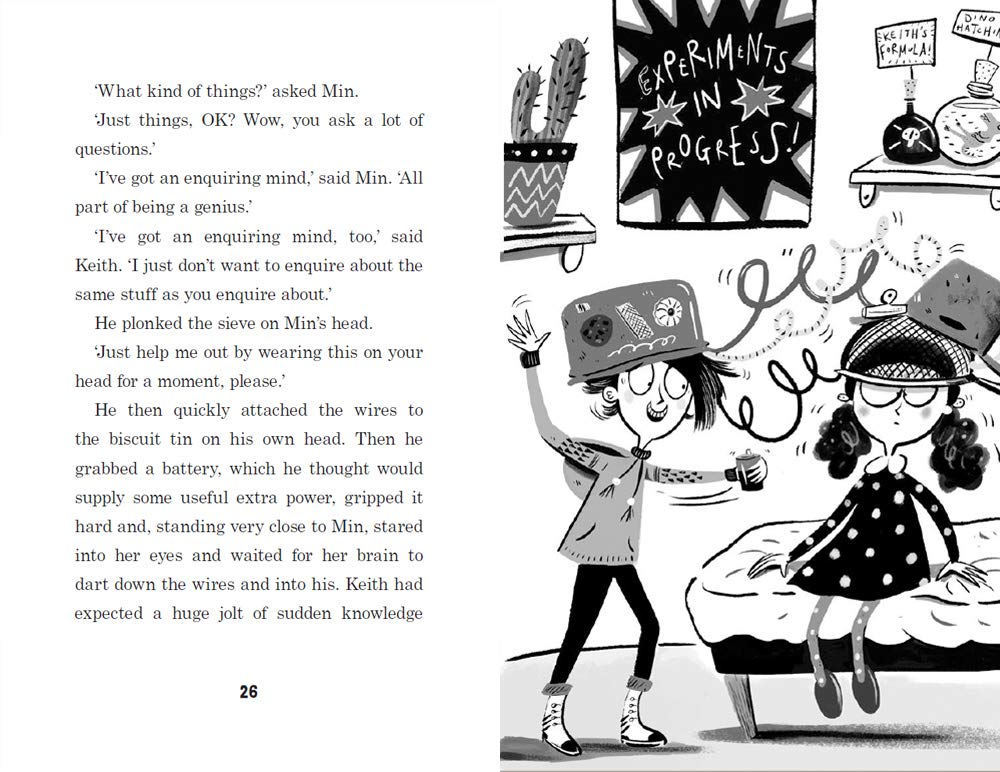 ‘What kind of things?’ asked Min.
‘Just things, OK? Wow, you ask a lot of
questions.’
‘I’ve got an enquiring mind,’ said Min. ‘All
part of being a genius.’
‘I’ve got an enquiring mind, too,’ said
Keith. ‘I just don’t want to enquire about the
same stuff as you enquire about.’
He plonked the sieve on Min’s head.
‘Just help me out by wearing this on your
head for a moment, please.’
He then quickly attached the wires to
the biscuit tin on his own head. Then he
grabbed a battery, which he thought would
supply some useful extra power, gripped it
hard and, standing very close to Min, stared
into her eyes and waited for her brain to
dart down the wires and into his. Keith had
expected a huge jolt of sudden knowledge
26
EXPERIMENTS
IN
PROGRESS!
KEITH’S
FORMULA!
DINO